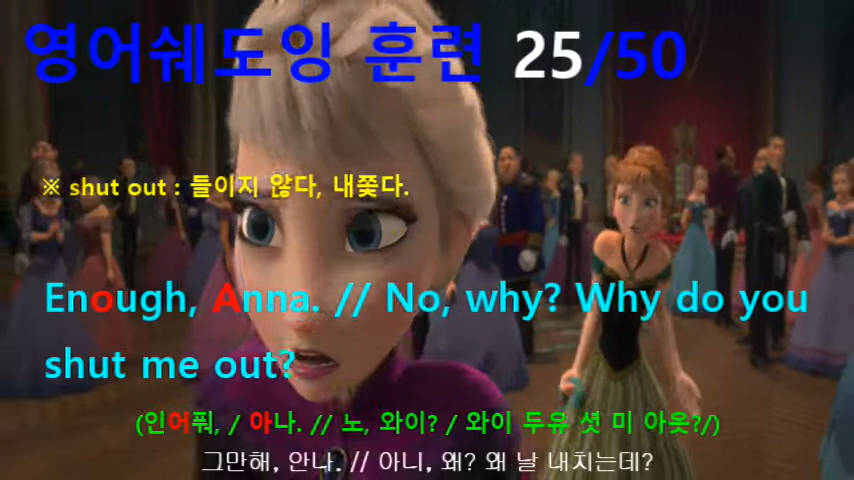 영어쉐도잉 훈련 25/50
※ shut out : 들이지 않다, 내쫒다.
Enough, Anna. // No, why? Why do you
shut me out?
(인어풔, / 아나. // 노, 와이? / 와이 두유 셧 미 아웃?/)
그만해, 안나. // 아니, 왜? 왜 날 내치는데?